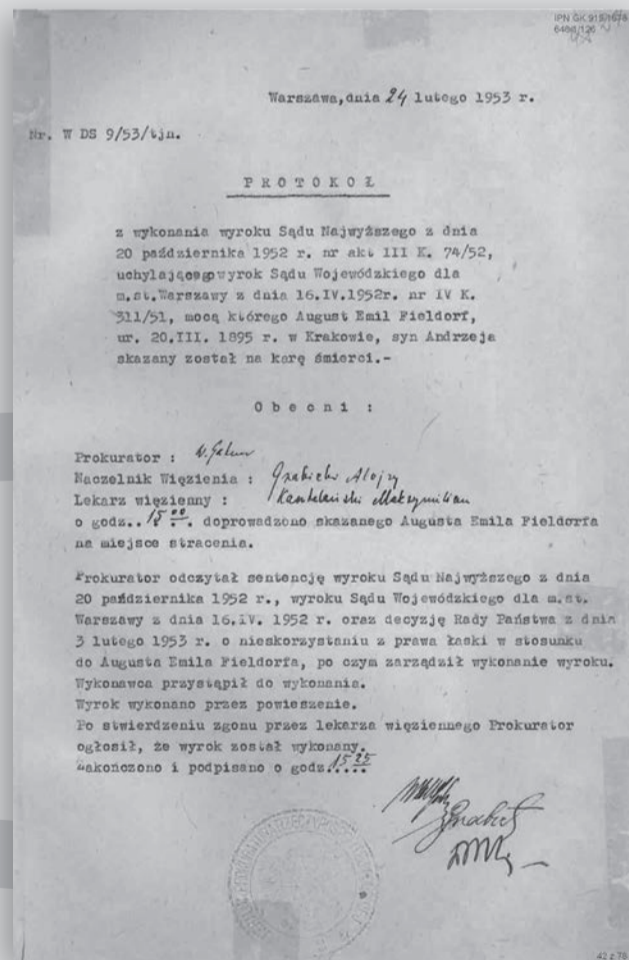 IPN GK 919/1678
Warszawa,dnia 24 lutego 1953 r.
Nr. W DS 9/53/tjn.
P R O T O K O Ł
z wykonania wyroku Sądu Najwyższego z dnia
20 października 1952 r. nr akt III K. 74/52,
uchylającego wyrok Sądu Wojewódzkiego dla
m.st.Warszawy z dnia 16.IV.1952r. nr IV K.
311/51, mocą którego August Emil Fieldorf,
ur. 20.III. 1895 r. w Krakowie, syn Andrzeja
skazany został na karę śmierci.-
O b e c n i :
Prokurator :
Naczelnik Więzienia : Grabicki Alojzy
Lekarz więzienny : Maksymilian
o godz..15 00. doprowadzono skazanego Augusta Emila Fieldorfa
na miejsce stracenia.
Prokurator odczytał sentencję wyroku Sądu Najwyższego z dnia
20 października 1952 r., wyroku Sądu Wojewódzkiego dla m.st.
Warszawy z dnia 16.IV. 1952 r. oraz decyzję Rady Państwa z dnia
3 lutego 1953 r. o nieskorzystaniu z prawa łaski w stosunku
do Augusta Emila Fieldorfa, po czym zarządził wykonanie wyroku.
Wykonawca przystąpił do wykonania.
Wyrok wykonano przez powieszenie.
Po stwierdzeniu zgonu przez lekarza więziennego Prokurator
ogłosił, że wyrok został wykonany.
Zakończono i podpisano o godz.15 25
42 z 78